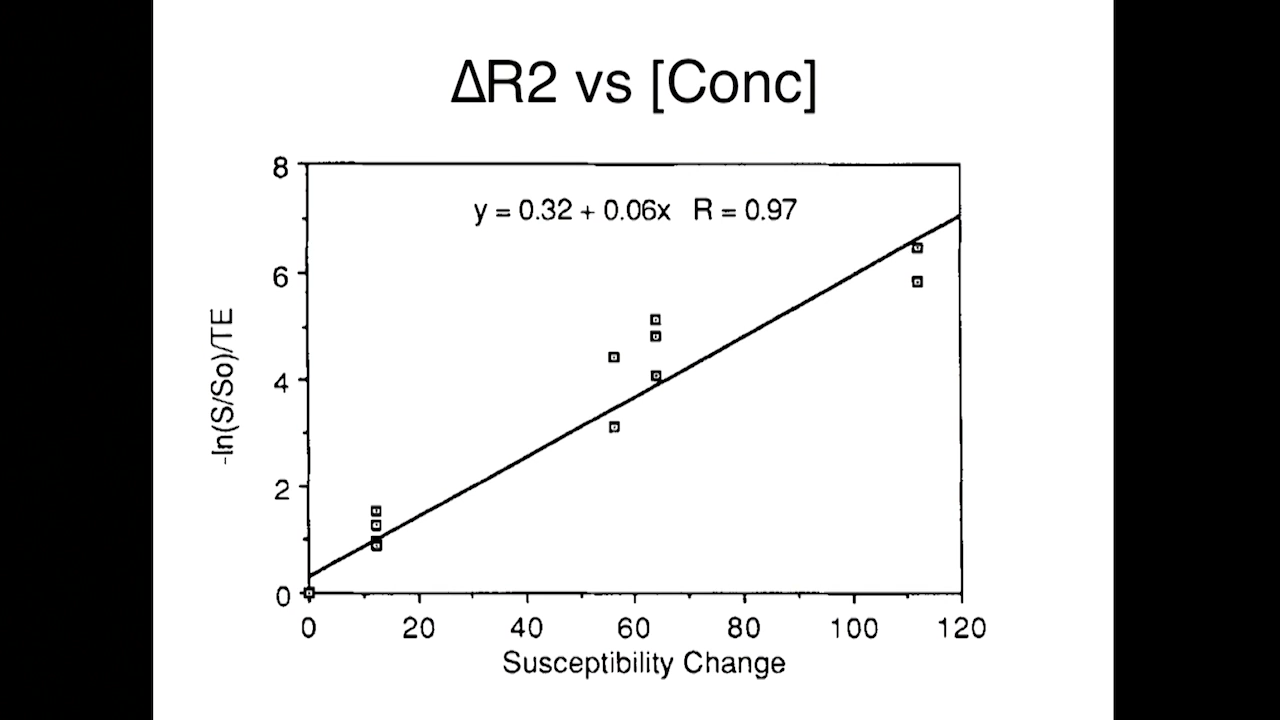 ΔR2 vs [Conc]
y = 0.32 + 0.06x R = 0.97
-ln(S/So)/TE
8
6
4
2
0
0 20 40 60 80 100 120
Susceptibility Change